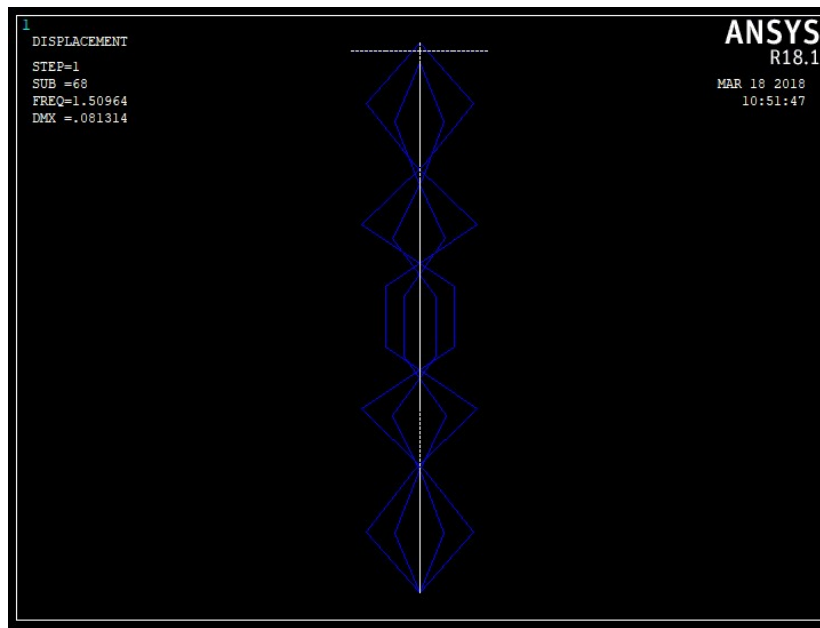 1
DISPLACEMENT
STEP=1
SUB =68
FREQ=1.50964
DMX =.081314
ANSYS
R18.1
MAR 18 2018
10:51:47